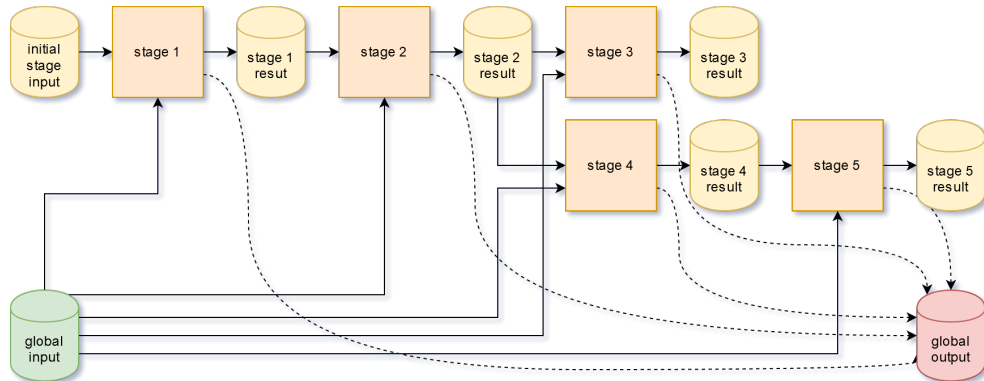 initial
stage
input
stage 1
stage 1
resut
stage 2
stage 2
result
stage 3
stage 3
result
stage 4
stage 4
result
stage 5
stage 5
result
global
input
global
output